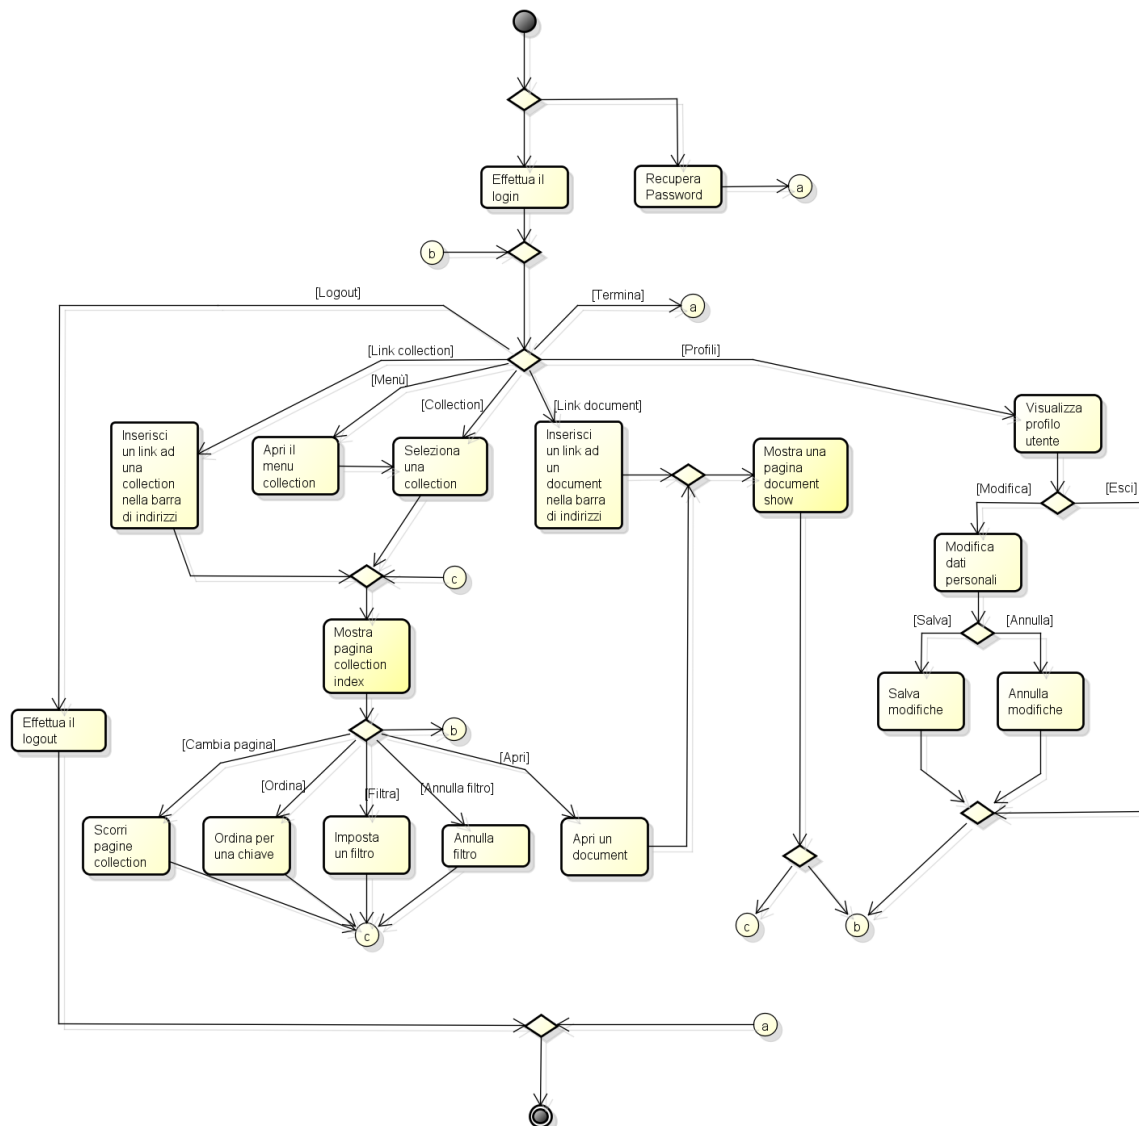 Effettua il
login
Recupera
Password
a
b
[Logout]
[Termina]
a
[Link collection]
[Profili]
[Menù]
[Collection]
[Link document]
Inserisci
un link ad
una
collection
nella barra
di indirizzi
Apri il
menu
collection
Seleziona
una
collection
Inserisci
un link ad
un
document
nella barra
di indirizzi
Mostra una
pagina
document
show
Visualizza
profilo
utente
[Modifica]
[Esci]
Modifica
dati
personali
c
[Salva]
[Annulla]
Mostra
pagina
collection
index
Salva
modifiche
Annulla
modifiche
Effettua il
logout
b
[Cambia pagina]
[Ordina]
[Filtra]
[Annulla filtro]
[Apri]
Scorri
pagine
collection
Ordina per
una chiave
Imposta
un filtro
Annulla
filtro
Apri un
document
c
c
b
a